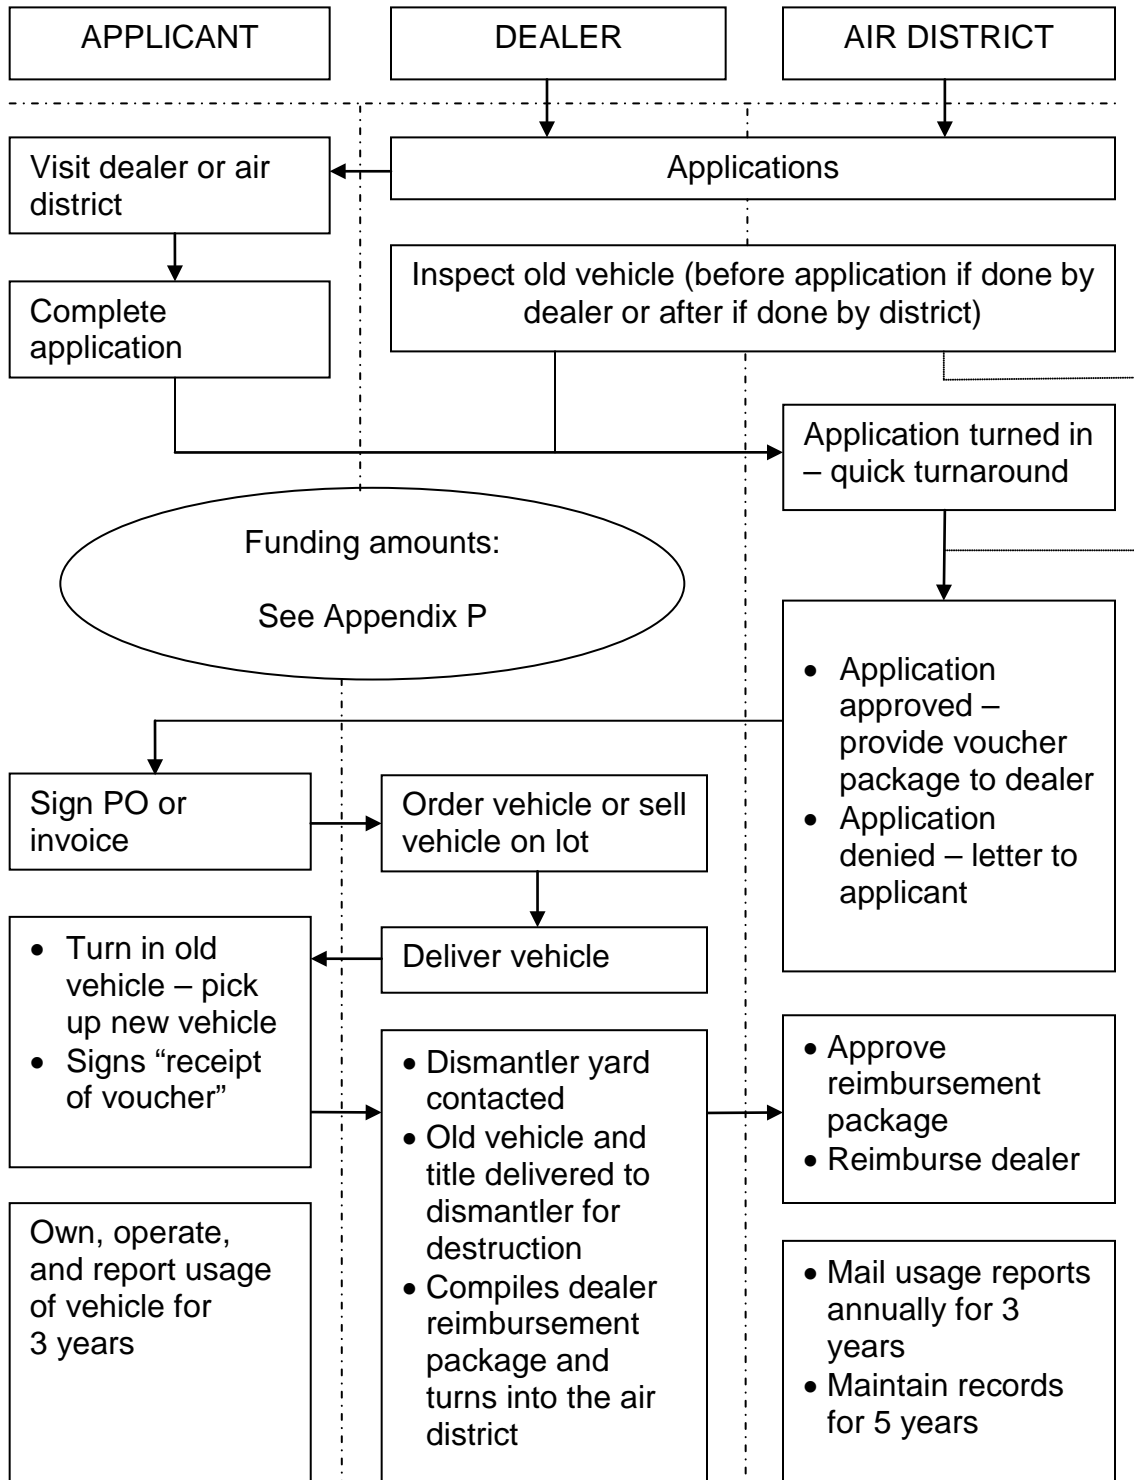 APPLICANT
DEALER
AIR DISTRICT
Visit dealer or air
district
Applications
Complete
application
Inspect old vehicle (before application if done by
dealer or after if done by district)
Application turned in
– quick turnaround
Funding amounts:
See Appendix P
• Application
approved –
provide voucher
package to dealer
• Application
denied – letter to
applicant
Sign PO or
invoice
Order vehicle or sell
vehicle on lot
Deliver vehicle
• Turn in old
vehicle – pick
up new vehicle
• Signs “receipt
of voucher”
• Dismantler yard
contacted
• Old vehicle and
title delivered to
dismantler for
destruction
• Compiles dealer
reimbursement
package and
turns into the air
district
• Approve
reimbursement
package
• Reimburse dealer
Own, operate,
and report usage
of vehicle for
3 years
• Mail usage reports
annually for 3
years
• Maintain records
for 5 years